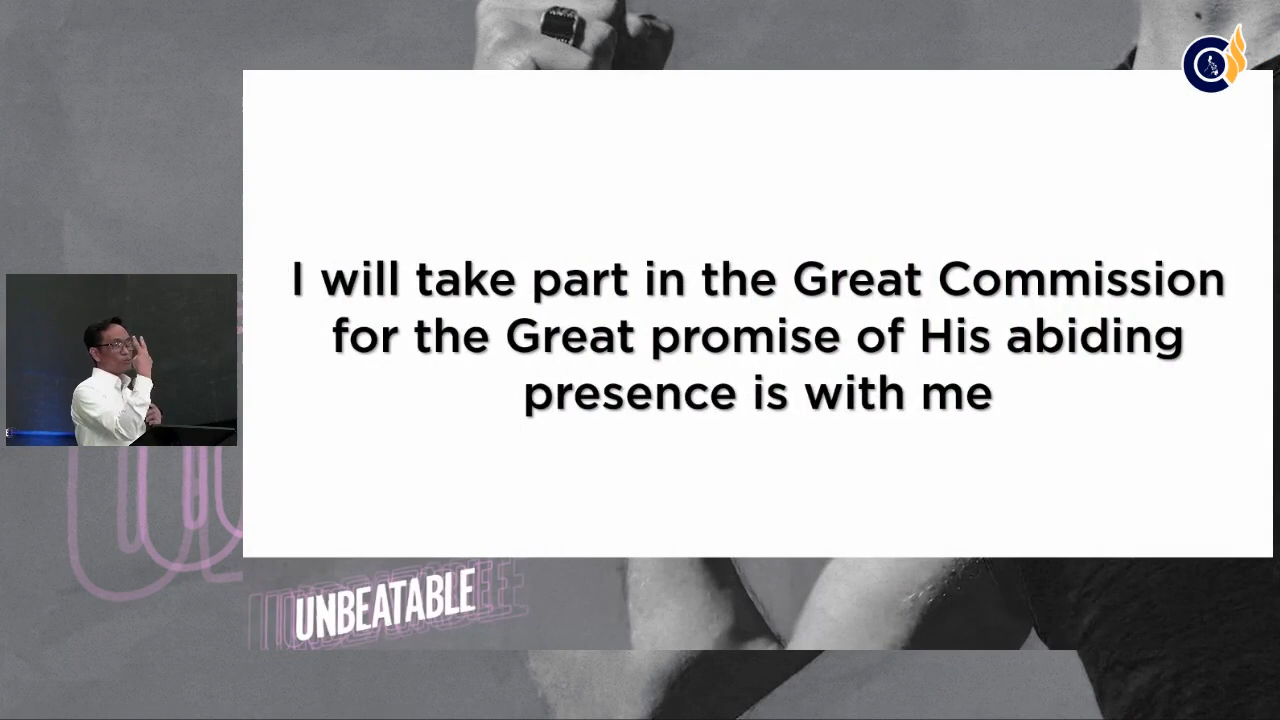 I will take part in the Great Commission
for the Great promise of His abiding
presence is with me
UNBEATABLE